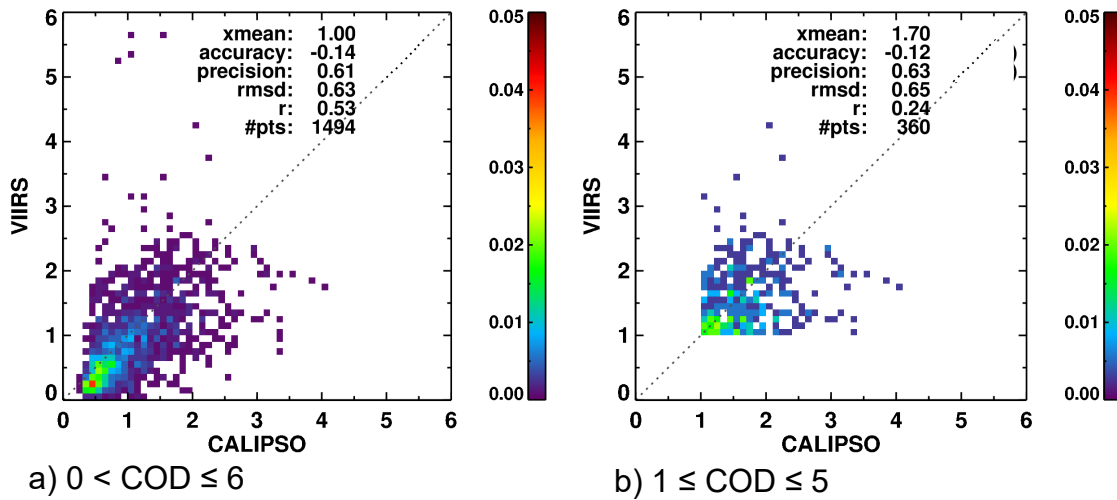 xmean: 1.00
accuracy: -0.14
precision: 0.61
rmsd: 0.63
r: 0.53
#pts: 1494
6
5
4
3
2
1
0
VIIRS
0 1 2 3 4 5 6
CALIPSO
0.05
0.04
0.03
0.02
0.01
0.00
a) 0 < COD ≤ 6
xmean: 1.70
accuracy: -0.12
precision: 0.63
rmsd: 0.65
r: 0.24
#pts: 360
6
5
4
3
2
1
0
VIIRS
0 1 2 3 4 5 6
CALIPSO
0.05
0.04
0.03
0.02
0.01
0.00
b) 1 ≤ COD ≤ 5